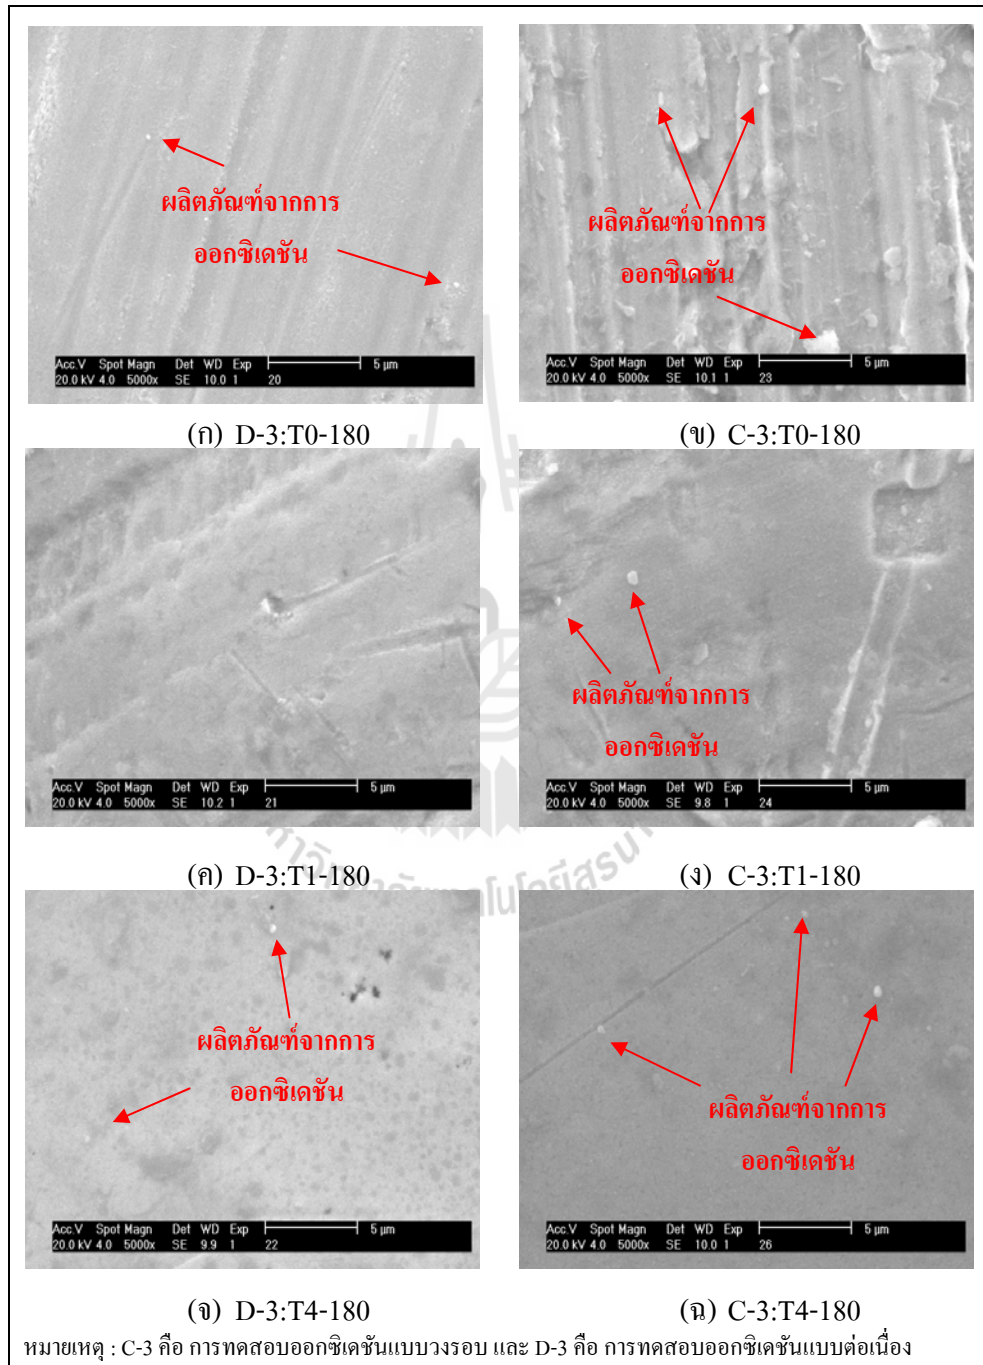 ผลิตภัณฑ์จากการ
ออกซิเดชัน
Acc.V Spot Magn Det WD Exp 5 µm
20.0 kV 4.0 5000x SE 10.0 1 20
(ก) D-3:T0-180
ผลิตภัณฑ์จากการ
ออกซิเดชัน
Acc.V Spot Magn Det WD Exp 5 µm
20.0 kV 4.0 5000x SE 10.1 1 23
(ข) C-3:T0-180
Acc.V Spot Magn Det WD Exp 5 µm
20.0 kV 4.0 5000x SE 10.2 1 21
(ค) D-3:T1-180
ผลิตภัณฑ์จากการ
ออกซิเดชัน
Acc.V Spot Magn Det WD Exp 5 µm
20.0 kV 4.0 5000x SE 9.8 1 24
(ง) C-3:T1-180
ผลิตภัณฑ์จากการ
ออกซิเดชัน
Acc.V Spot Magn Det WD Exp 5 µm
20.0 kV 4.0 5000x SE 9.9 1 22
(จ) D-3:T4-180
ผลิตภัณฑ์จากการ
ออกซิเดชัน
Acc.V Spot Magn Det WD Exp 5 µm
20.0 kV 4.0 5000x SE 10.0 1 26
(ฉ) C-3:T4-180
หมายเหตุ : C-3 คือ การทดสอบออกซิเดชันแบบวงรอบ และ D-3 คือ การทดสอบออกซิเดชันแบบต่อเนื่อง